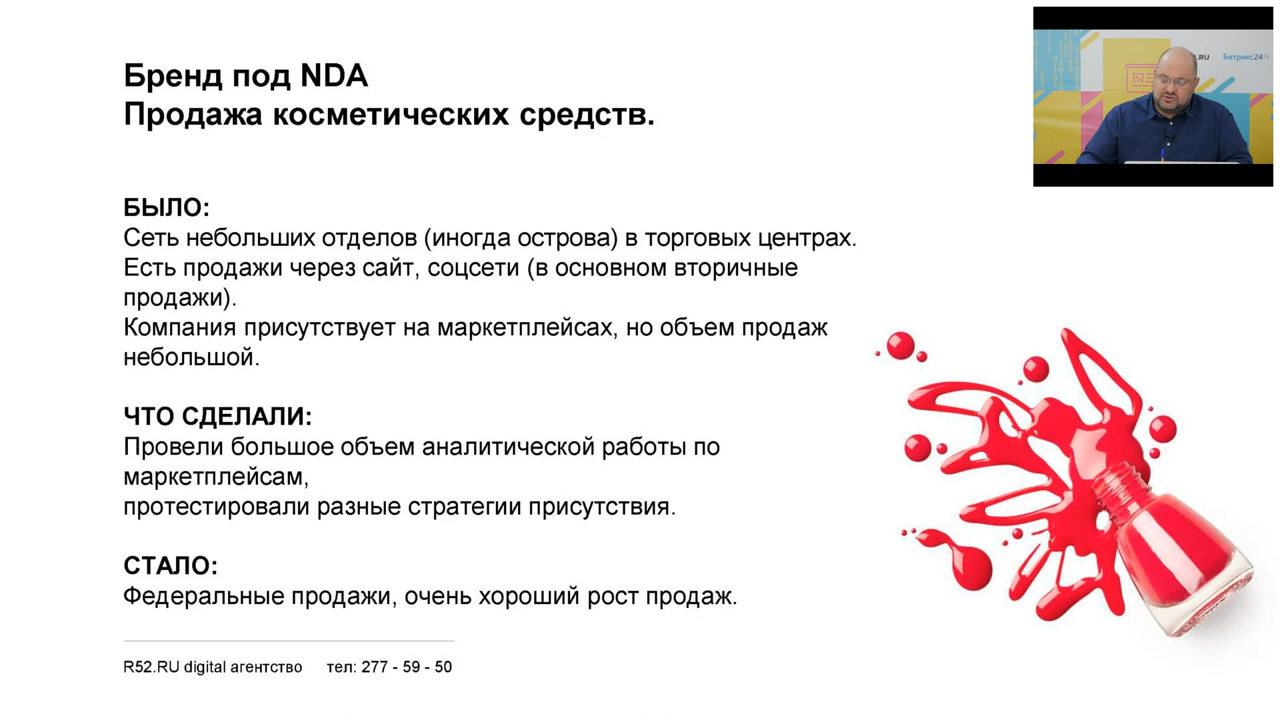 Бренд под NDA
Продажа косметических средств.
БЫЛО:
Сеть небольших отделов (иногда острова) в торговых центрах.
Есть продажи через сайт, соцсети (в основном вторичные
продажи).
Компания присутствует на маркетплейсах, но объем продаж
небольшой.
ЧТО СДЕЛАЛИ:
Провели большое объем аналитической работы по
маркетплейсам,
протестировали разные стратегии присутствия.
СТАЛО:
Федеральные продажи, очень хороший рост продаж.
R52.RU digital агентство тел: 277 - 59 - 50
.RU Битрикс24